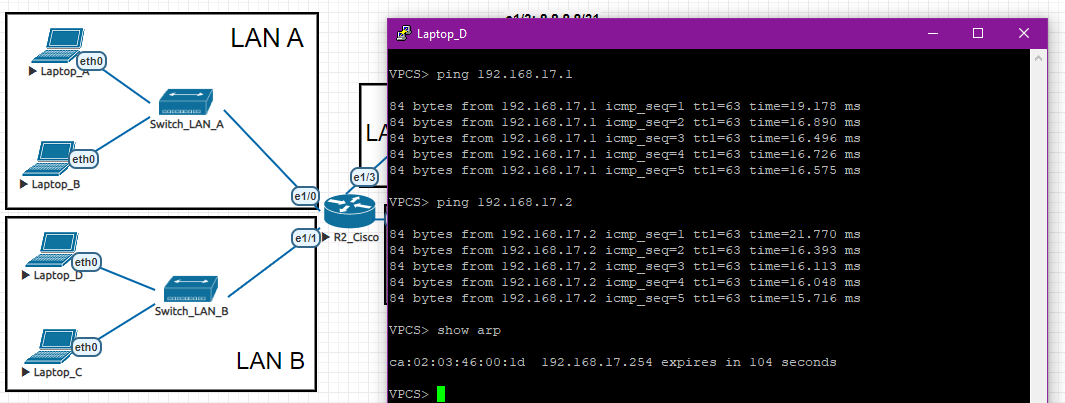 LAN A
eth0
Laptop_A
Switch_LAN_A
eth0
Laptop_B
e1/0
e1/3
R2_Cisco
e1/1
eth0
Laptop_D
Switch_LAN_B
eth0
Laptop_C
LAN B
LA
Laptop_D
VPCS> ping 192.168.17.1
84 bytes from 192.168.17.1 icmp_seq=1 ttl=63 time=19.178 ms
84 bytes from 192.168.17.1 icmp_seq=2 ttl=63 time=16.890 ms
84 bytes from 192.168.17.1 icmp_seq=3 ttl=63 time=16.496 ms
84 bytes from 192.168.17.1 icmp_seq=4 ttl=63 time=16.726 ms
84 bytes from 192.168.17.1 icmp_seq=5 ttl=63 time=16.575 ms
VPCS> ping 192.168.17.2
84 bytes from 192.168.17.2 icmp_seq=1 ttl=63 time=21.770 ms
84 bytes from 192.168.17.2 icmp_seq=2 ttl=63 time=16.393 ms
84 bytes from 192.168.17.2 icmp_seq=3 ttl=63 time=16.113 ms
84 bytes from 192.168.17.2 icmp_seq=4 ttl=63 time=16.048 ms
84 bytes from 192.168.17.2 icmp_seq=5 ttl=63 time=15.716 ms
VPCS> show arp
ca:02:03:46:00:1d  192.168.17.254 expires in 104 seconds
VPCS>